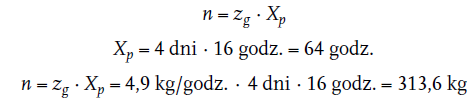 n = z_g · X_p
X_p = 4 dni · 16 godz. = 64 godz.
n = z_g · X_p = 4,9 kg/godz. · 4 dni · 16 godz. = 313,6 kg